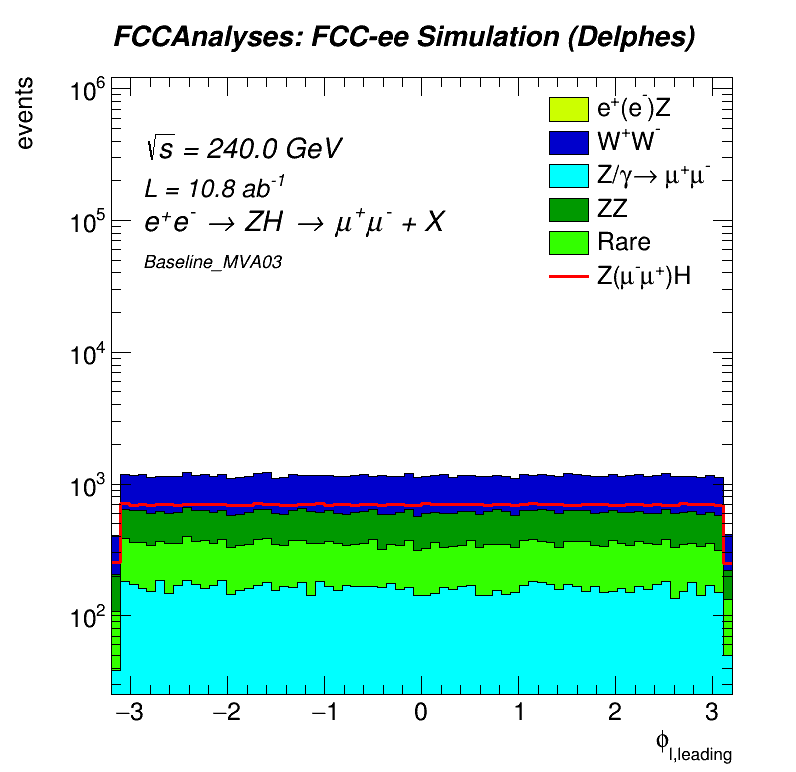 FCCAnalyses: FCC-ee Simulation (Delphes)
events
10⁶
10⁵
10⁴
10³
10²
√s = 240.0 GeV
L = 10.8 ab⁻¹
e⁺e⁻ → ZH → μ⁺μ⁻ + X
Baseline_MVA03
e⁺(e⁻)Z
W⁺W⁻
Z/γ→ μ⁺μ⁻
ZZ
Rare
Z(μ⁻μ⁺)H
−3 −2 −1 0 1 2 3
ϕ_l,leading